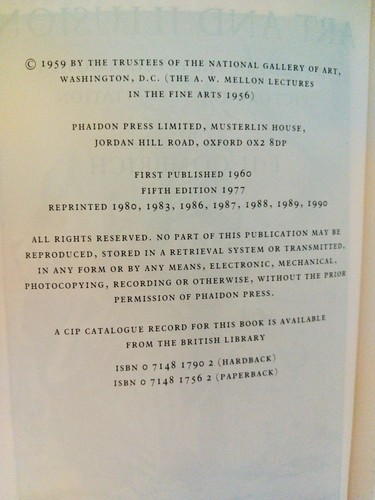 © 1959 BY THE TRUSTEES OF THE NATIONAL GALLERY OF ART,
WASHINGTON, D.C. (THE A. W. MELLON LECTURES
IN THE FINE ARTS 1956)
PHAIDON PRESS LIMITED, MUSTERLIN HOUSE,
JORDAN HILL ROAD, OXFORD OX2 8DP
FIRST PUBLISHED 1960
FIFTH EDITION 1977
REPRINTED 1980, 1983, 1986, 1987, 1988, 1989, 1990
ALL RIGHTS RESERVED. NO PART OF THIS PUBLICATION MAY BE
REPRODUCED, STORED IN A RETRIEVAL SYSTEM OR TRANSMITTED,
IN ANY FORM OR BY ANY MEANS, ELECTRONIC, MECHANICAL,
PHOTOCOPYING, RECORDING OR OTHERWISE, WITHOUT THE PRIOR
PERMISSION OF PHAIDON PRESS.
A CIP CATALOGUE RECORD FOR THIS BOOK IS AVAILABLE
FROM THE BRITISH LIBRARY
ISBN 0 7148 1790 2 (HARDBACK)
ISBN 0 7148 1756 2 (PAPERBACK)